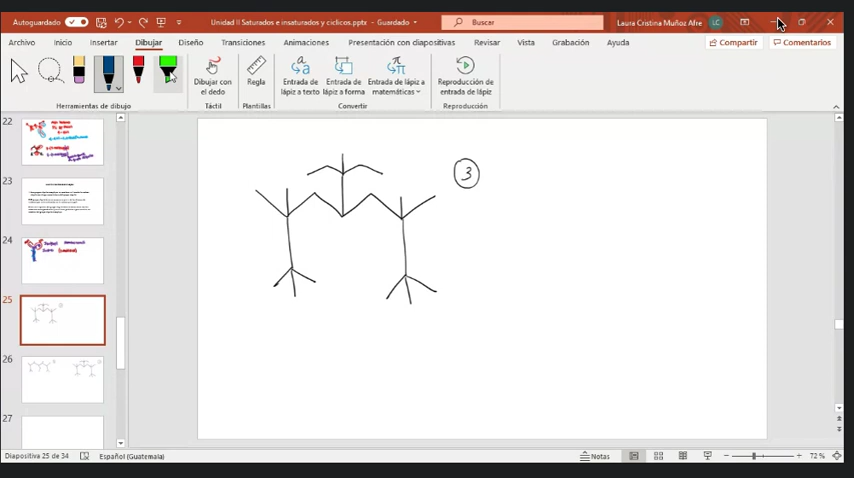 Autoguardado
Unidad II Saturados e insaturados y ciclicos.pptx • Guardado
Buscar
Laura Cristina Muñoz Afre
LC
Archivo Inicio Insertar Dibujar Diseño Transiciones Animaciones Presentación con diapositivas Revisar Vista Grabación Ayuda Compartir Comentarios
Dibujar con el dedo
Regla
Entrada de lápiz a texto
Entrada de lápiz a forma
Entrada de lápiz a matemáticas
Reproducción de entrada de lápiz
Herramientas de dibujo Táctil Plantillas Convertir Reproducción
22
23
24
25
26
27
3
Diapositiva 25 de 34 Español (Guatemala) Notas 72 %